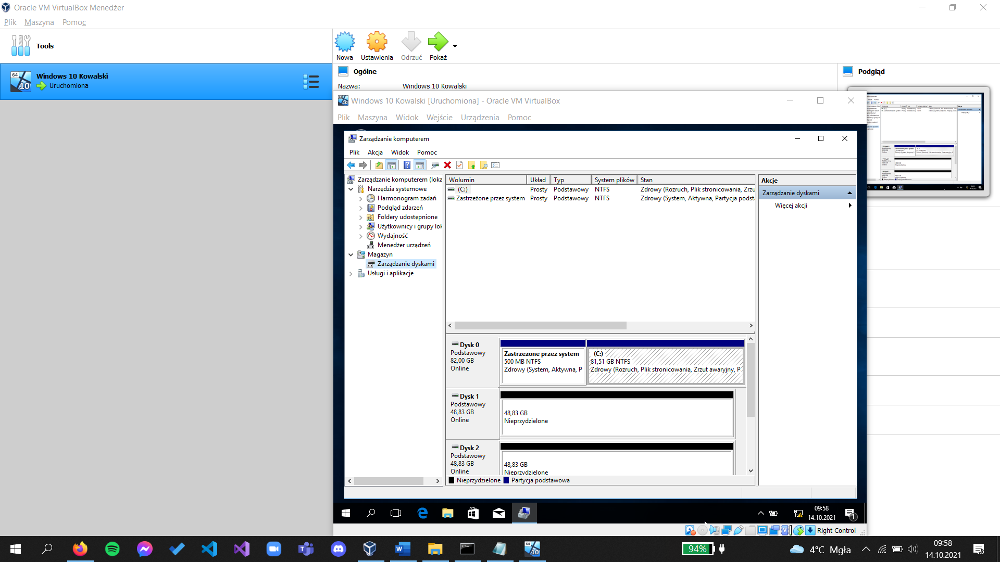 Oracle VM VirtualBox Menedżer
Plik Maszyna Pomoc
Tools
64
10
Windows 10 Kowalski
Uruchomiona
Nowa Ustawienia Odrzuć Pokaż
Ogólne
Nazwa: Windows 10 Kowalski
Podgląd
Windows 10 Kowalski [Uruchomiona] - Oracle VM VirtualBox
Plik Maszyna Widok Wejście Urządzenia Pomoc
Zarządzanie komputerem
Plik Akcja Widok Pomoc
Zarządzanie komputerem (loka
Narzędzia systemowe
Harmonogram zadań
Podgląd zdarzeń
Foldery udostępnione
Użytkownicy i grupy lok
Wydajność
Menedżer urządzeń
Magazyn
Zarządzanie dyskami
Usługi i aplikacje
Wolumin Układ Typ System plików Stan
(C:) Prosty Podstawowy NTFS Zdrowy (Rozruch, Plik stronicowania, Zrzu
Zastrzeżone przez system Prosty Podstawowy NTFS Zdrowy (System, Aktywna, Partycja podsta
Akcje
Zarządzanie dyskami
Więcej akcji
Dysk 0
Podstawowy
82,00 GB
Online
Zastrzeżone przez system
500 MB NTFS
Zdrowy (System, Aktywna, P
(C:)
81,51 GB NTFS
Zdrowy (Rozruch, Plik stronicowania, Zrzut awaryjny, P
Dysk 1
Podstawowy
48,83 GB
Online
48,83 GB
Nieprzydzielone
Dysk 2
Podstawowy
48,83 GB
Online
48,83 GB
Nieprzydzielone
Nieprzydzielone Partycja podstawowa
09:58
14.10.2021
1
Right Control
94%
4°C Mgła
09:58
14.10.2021